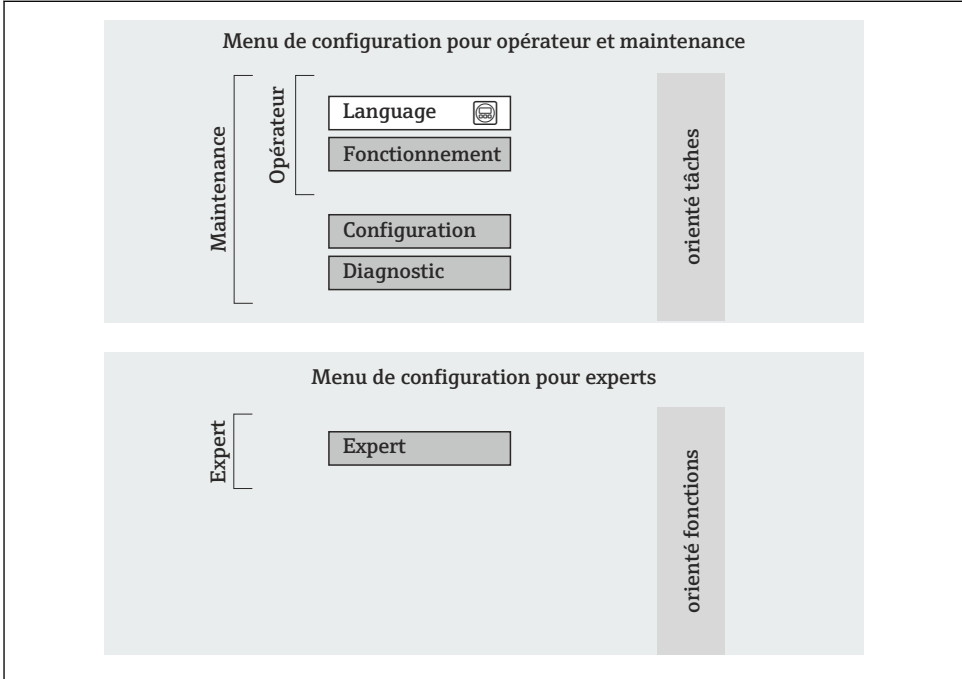 Menu de configuration pour opérateur et maintenance
Maintenance
Opérateur
Language
Fonctionnement
Configuration
Diagnostic
orienté tâches
Menu de configuration pour experts
Expert
Expert
orienté fonctions